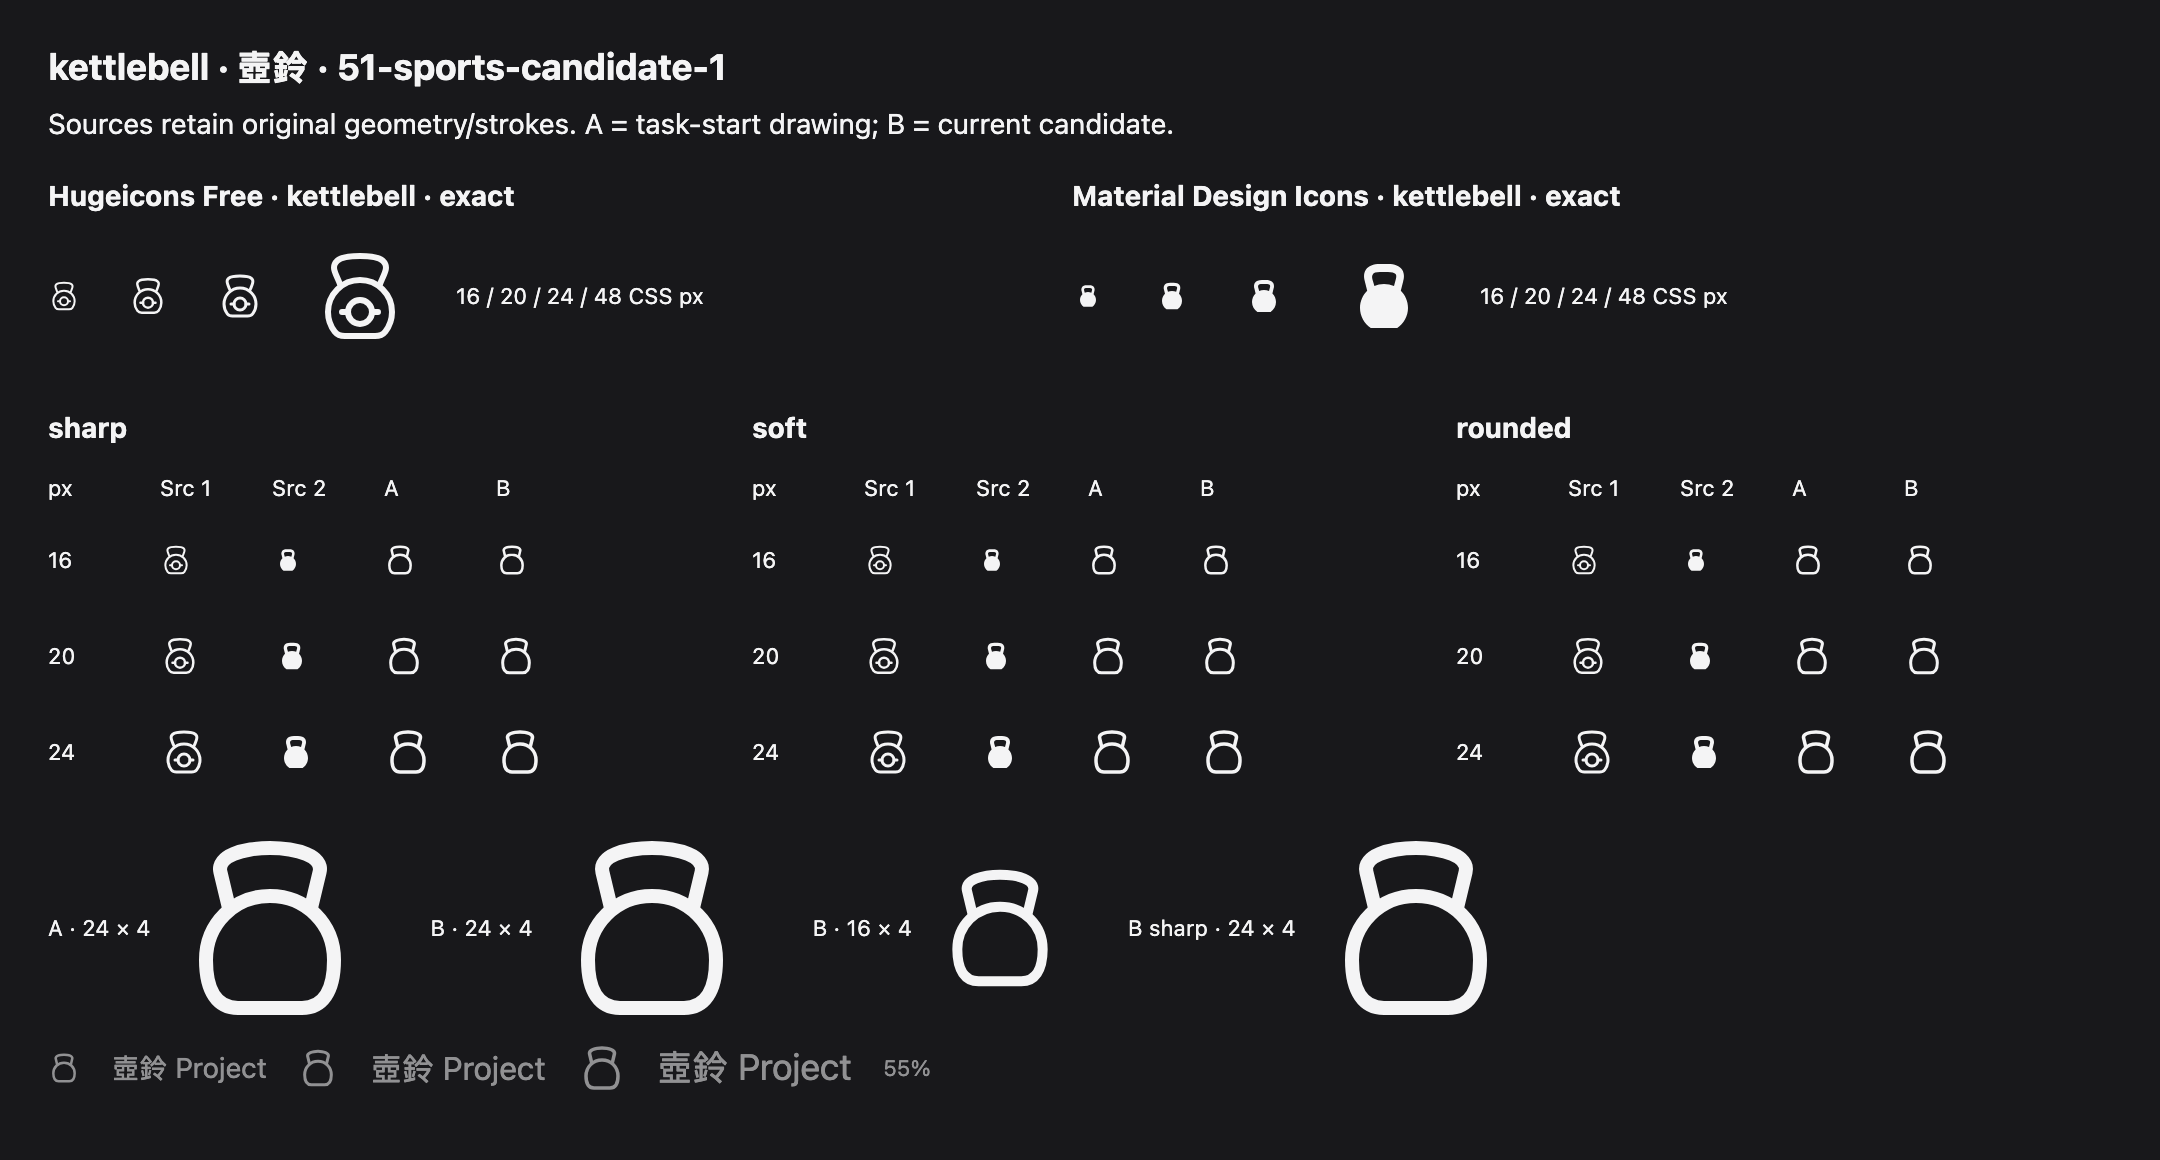 kettlebell · 壺鈴 · 51-sports-candidate-1
Sources retain original geometry/strokes. A = task-start drawing; B = current candidate.
Hugeicons Free · kettlebell · exact
16 / 20 / 24 / 48 CSS px
Material Design Icons · kettlebell · exact
16 / 20 / 24 / 48 CSS px
sharp
px Src 1 Src 2 A B
16
20
24
soft
px Src 1 Src 2 A B
16
20
24
rounded
px Src 1 Src 2 A B
16
20
24
A · 24 × 4
B · 24 × 4
B · 16 × 4
B sharp · 24 × 4
壺鈴 Project 壺鈴 Project 壺鈴 Project 55%